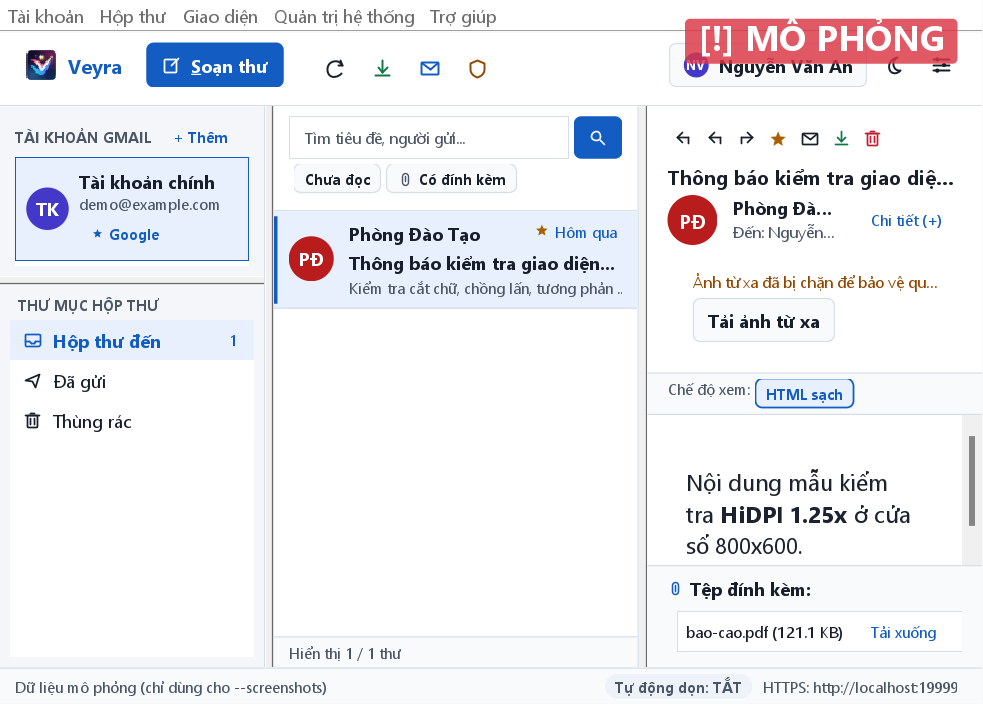 Tài khoản Hộp thư Giao diện Quản trị hệ thống Trợ giúp
[!] MÔ PHỎNG
Veyra
Soạn thư
NV Nguyễn Văn An
TÀI KHOẢN GMAIL
+ Thêm
TK
Tài khoản chính
demo@example.com
Google
THƯ MỤC HỘP THƯ
Hộp thư đến 1
Đã gửi
Thùng rác
Tìm tiêu đề, người gửi...
Chưa đọc
Có đính kèm
PĐ
Phòng Đào Tạo
Hôm qua
Thông báo kiểm tra giao diện...
Kiểm tra cắt chữ, chồng lấn, tương phản ..
Hiển thị 1 / 1 thư
Thông báo kiểm tra giao diệ...
PĐ
Phòng Đà...
Đến: Nguyễn...
Chi tiết (+)
Ảnh từ xa đã bị chặn để bảo vệ qu...
Tải ảnh từ xa
Chế độ xem:
HTML sạch
Nội dung mẫu kiểm
tra HiDPI 1.25x ở cửa
sổ 800x600.
Tệp đính kèm:
bao-cao.pdf (121.1 KB)
Tải xuống
Dữ liệu mô phỏng (chỉ dùng cho --screenshots)
Tự động dọn: TẮT
HTTPS: http://localhost:19999